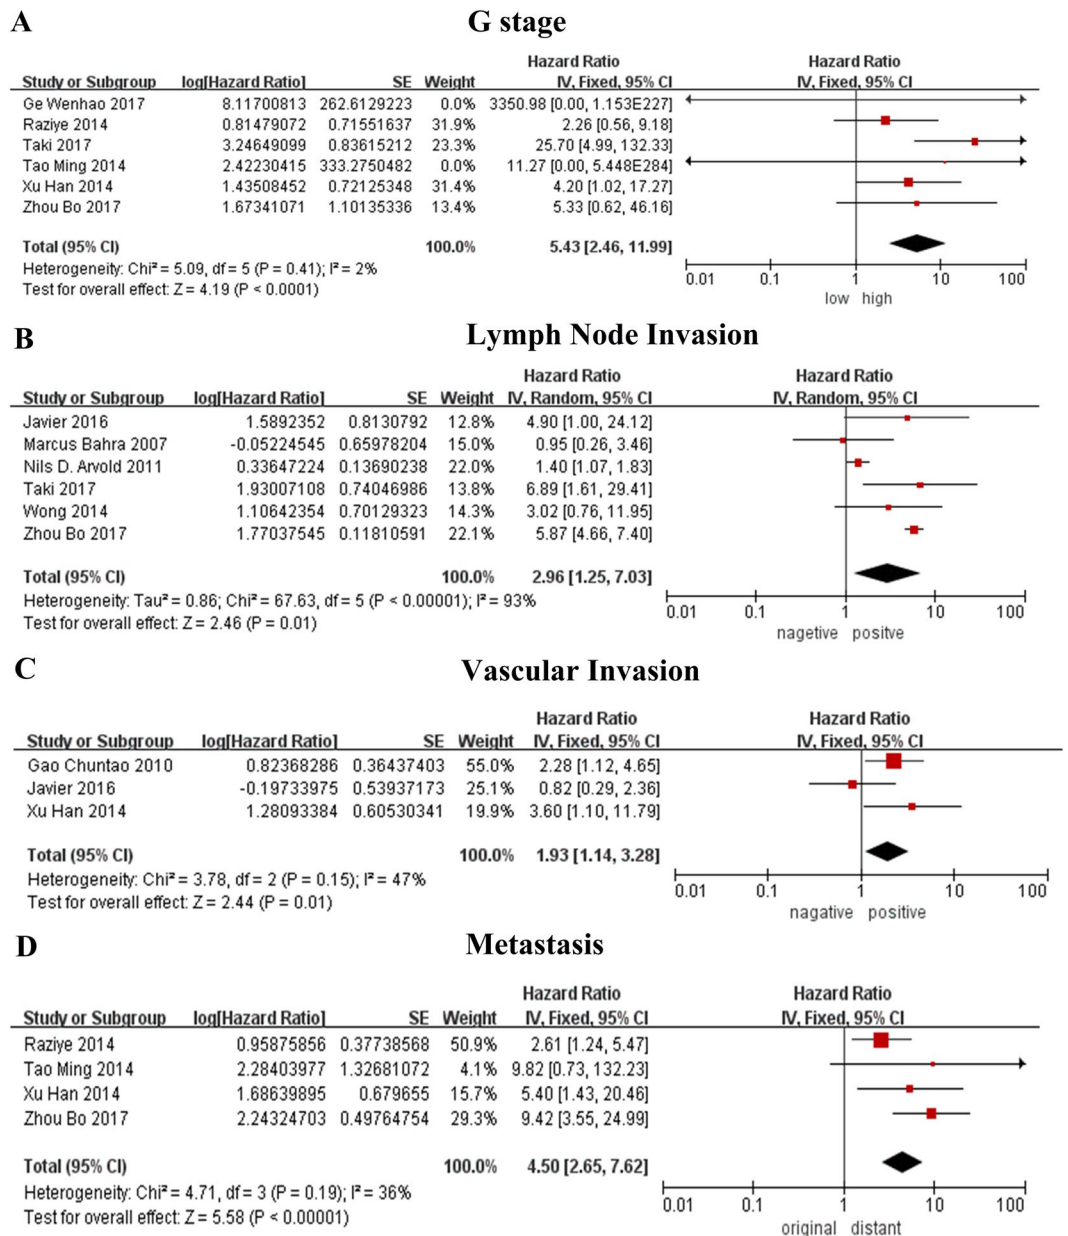 A G stage
Hazard Ratio Hazard Ratio
Study or Subgroup log[Hazard Ratio] SE Weight IV, Fixed, 95% CI IV, Fixed, 95% CI
Ge Wenhao 2017 8.11700813 262.6129223 0.0% 3350.98 [0.00, 1.153E227]
Raziye 2014 0.81479072 0.71551637 31.9% 2.26 [0.56, 9.18]
Taki 2017 3.24649099 0.83615212 23.3% 25.70 [4.99, 132.33]
Tao Ming 2014 2.42230415 333.2750482 0.0% 11.27 [0.00, 5.448E284]
Xu Han 2014 1.43508452 0.72125348 31.4% 4.20 [1.02, 17.27]
Zhou Bo 2017 1.67341071 1.10135336 13.4% 5.33 [0.62, 46.16]
Total (95% CI) 100.0% 5.43 [2.46, 11.99]
Heterogeneity: Chi² = 5.09, df = 5 (P = 0.41); I² = 2%
Test for overall effect: Z = 4.19 (P < 0.0001)
0.01 0.1 1 10 100
low high
B Lymph Node Invasion
Hazard Ratio Hazard Ratio
Study or Subgroup log[Hazard Ratio] SE Weight IV, Random, 95% CI IV, Random, 95% CI
Javier 2016 1.5892352 0.8130792 12.8% 4.90 [1.00, 24.12]
Marcus Bahra 2007 -0.05224545 0.65978204 15.0% 0.95 [0.26, 3.46]
Nils D. Arvold 2011 0.33647224 0.13690238 22.0% 1.40 [1.07, 1.83]
Taki 2017 1.93007108 0.74046986 13.8% 6.89 [1.61, 29.41]
Wong 2014 1.10642354 0.70129323 14.3% 3.02 [0.76, 11.95]
Zhou Bo 2017 1.77037545 0.11810591 22.1% 5.87 [4.66, 7.40]
Total (95% CI) 100.0% 2.96 [1.25, 7.03]
Heterogeneity: Tau² = 0.86; Chi² = 67.63, df = 5 (P < 0.00001); I² = 93%
Test for overall effect: Z = 2.46 (P = 0.01)
0.01 0.1 1 10 100
nagetive positve
C Vascular Invasion
Hazard Ratio Hazard Ratio
Study or Subgroup log[Hazard Ratio] SE Weight IV, Fixed, 95% CI IV, Fixed, 95% CI
Gao Chuntao 2010 0.82368286 0.36437403 55.0% 2.28 [1.12, 4.65]
Javier 2016 -0.19733975 0.53937173 25.1% 0.82 [0.29, 2.36]
Xu Han 2014 1.28093384 0.60530341 19.9% 3.60 [1.10, 11.79]
Total (95% CI) 100.0% 1.93 [1.14, 3.28]
Heterogeneity: Chi² = 3.78, df = 2 (P = 0.15); I² = 47%
Test for overall effect: Z = 2.44 (P = 0.01)
0.01 0.1 1 10 100
nagative positive
D Metastasis
Hazard Ratio Hazard Ratio
Study or Subgroup log[Hazard Ratio] SE Weight IV, Fixed, 95% CI IV, Fixed, 95% CI
Raziye 2014 0.95875856 0.37738568 50.9% 2.61 [1.24, 5.47]
Tao Ming 2014 2.28403977 1.32681072 4.1% 9.82 [0.73, 132.23]
Xu Han 2014 1.68639895 0.679655 15.7% 5.40 [1.43, 20.46]
Zhou Bo 2017 2.24324703 0.49764754 29.3% 9.42 [3.55, 24.99]
Total (95% CI) 100.0% 4.50 [2.65, 7.62]
Heterogeneity: Chi² = 4.71, df = 3 (P = 0.19); I² = 36%
Test for overall effect: Z = 5.58 (P < 0.00001)
0.01 0.1 1 10 100
original distant